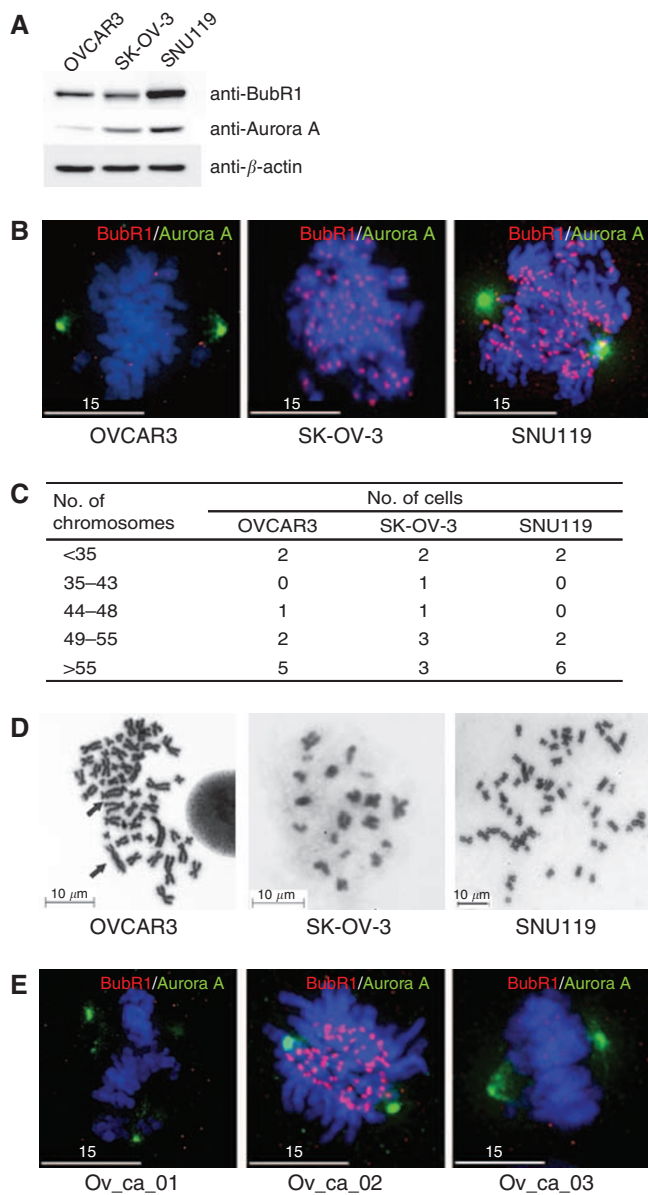 A
OVCAR3 SK-OV-3 SNU119
anti-BubR1
anti-Aurora A
anti-β-actin
B
BubR1/Aurora A BubR1/Aurora A BubR1/Aurora A
15 15 15
OVCAR3 SK-OV-3 SNU119
C
No. of chromosomes No. of cells
OVCAR3 SK-OV-3 SNU119
<35 2 2 2
35–43 0 1 0
44–48 1 1 0
49–55 2 3 2
>55 5 3 6
D
10 μm 10 μm 10 μm
OVCAR3 SK-OV-3 SNU119
E
BubR1/Aurora A BubR1/Aurora A BubR1/Aurora A
15 15 15
Ov_ca_01 Ov_ca_02 Ov_ca_03